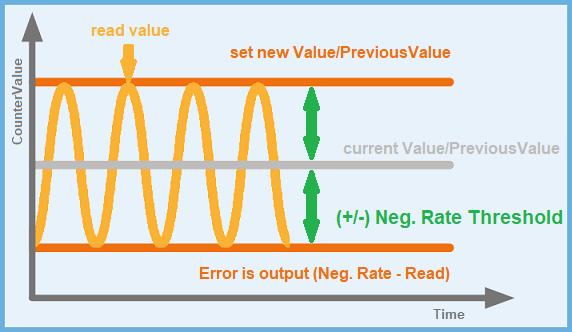 read value
set new Value/PreviousValue
CounterValue
current Value/PreviousValue
(+/-) Neg. Rate Threshold
Error is output (Neg. Rate - Read)
Time